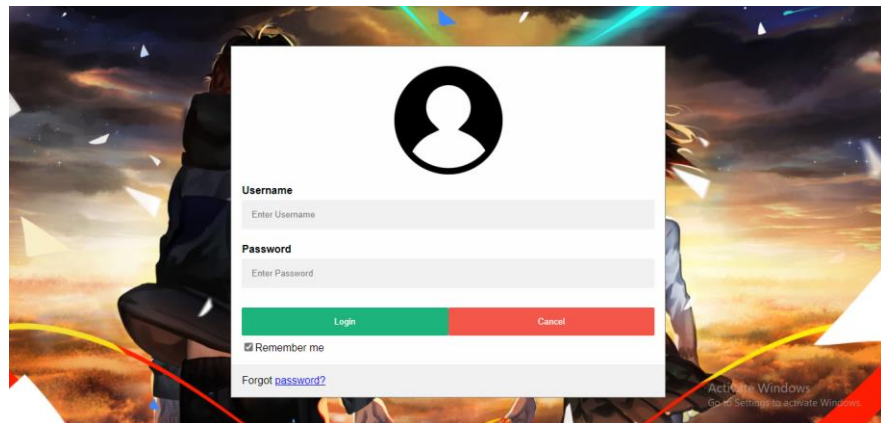 Username
Enter Username
Password
Enter Password
Login Cancel
Remember me
Forgot password?
Activate Windows
Go to Settings to activate Windows.